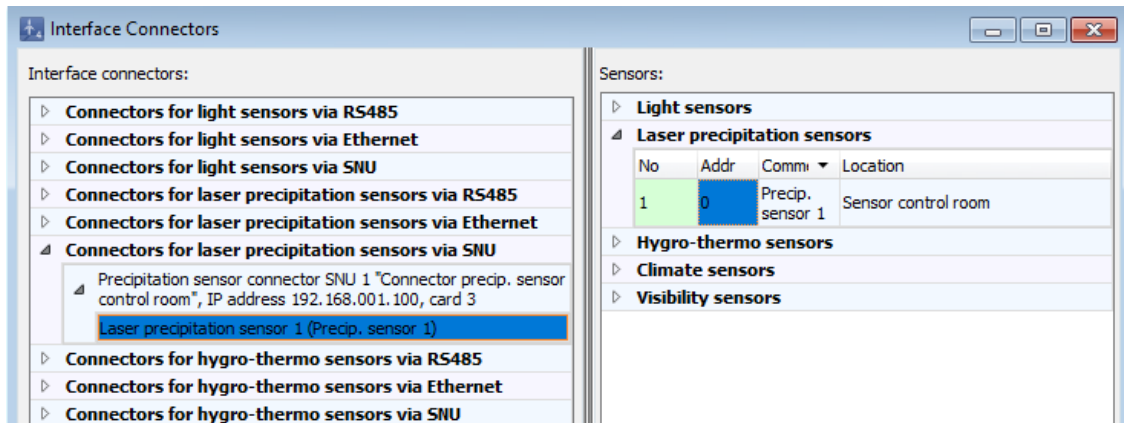 Interface Connectors
Interface connectors:
Connectors for light sensors via RS485
Connectors for light sensors via Ethernet
Connectors for light sensors via SNU
Connectors for laser precipitation sensors via RS485
Connectors for laser precipitation sensors via Ethernet
Connectors for laser precipitation sensors via SNU
Precipitation sensor connector SNU 1 "Connector precip. sensor
control room", IP address 192.168.001.100, card 3
Laser precipitation sensor 1 (Precip. sensor 1)
Connectors for hygro-thermo sensors via RS485
Connectors for hygro-thermo sensors via Ethernet
Connectors for hygro-thermo sensors via SNU
Sensors:
Light sensors
Laser precipitation sensors
No Addr Comm Location
1 0 Precip. sensor 1 Sensor control room
Hygro-thermo sensors
Climate sensors
Visibility sensors